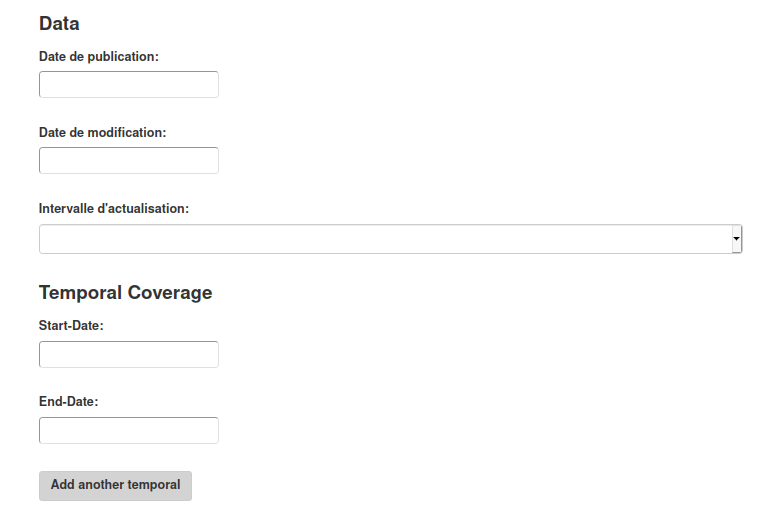 Data
Date de publication:
Date de modification:
Intervalle d'actualisation:
Temporal Coverage
Start-Date:
End-Date:
Add another temporal